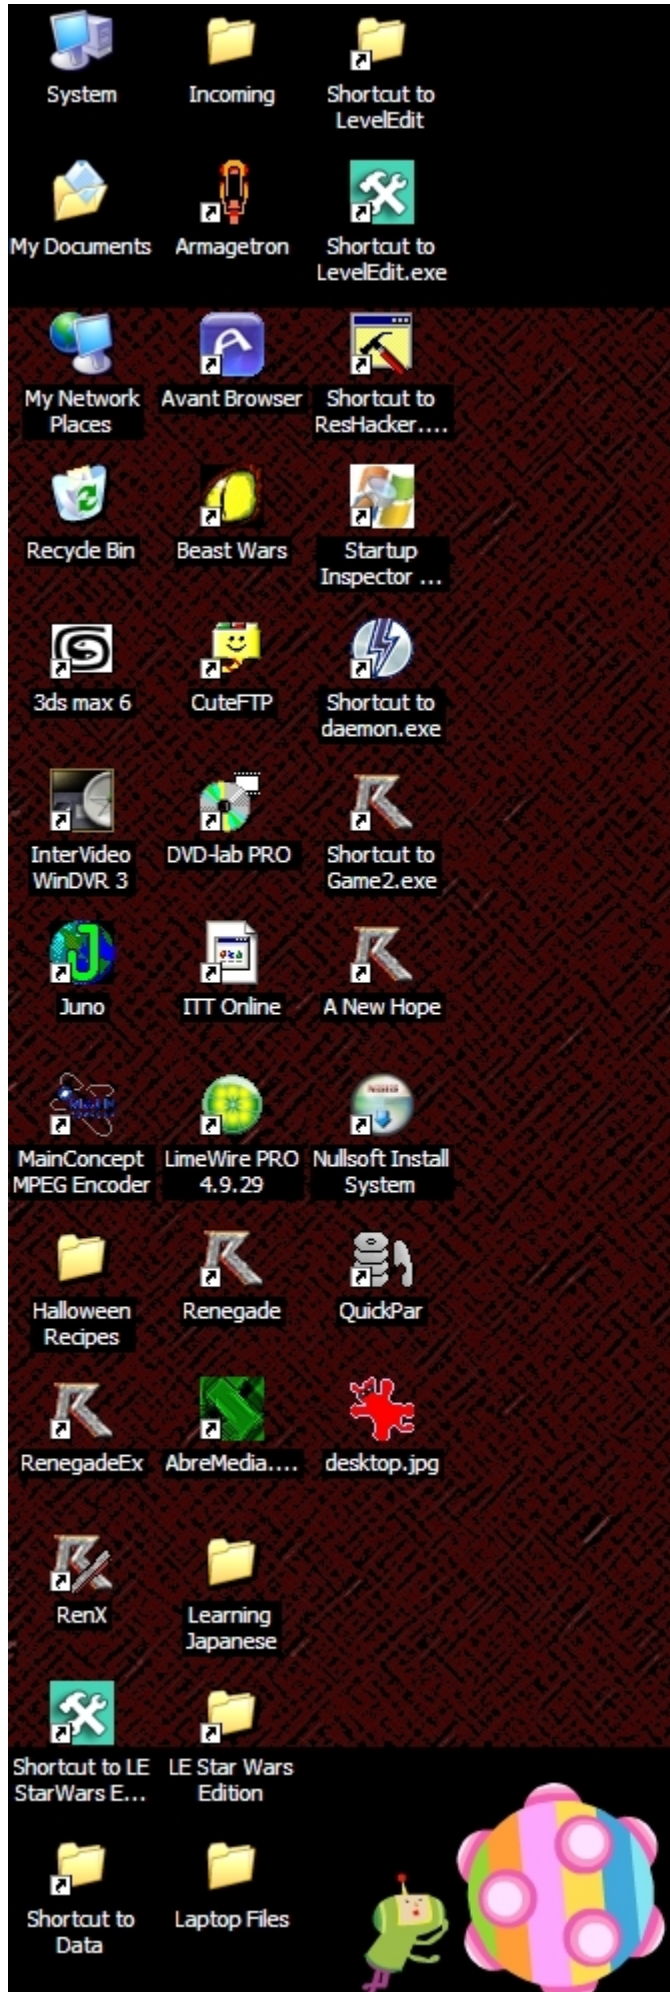 System
Incoming
Shortcut to
LevelEdit
My Documents
Armagetron
Shortcut to
LevelEdit.exe
My Network
Places
Avant Browser
Shortcut to
ResHacker....
Recycle Bin
Beast Wars
Startup
Inspector ...
3ds max 6
CuteFTP
Shortcut to
daemon.exe
InterVideo
WinDVR 3
DVD-lab PRO
Shortcut to
Game2.exe
Juno
ITT Online
A New Hope
MainConcept
MPEG Encoder
LimeWire PRO
4.9.29
Nullsoft Install
System
Halloween
Recipes
Renegade
QuickPar
RenegadeEx
AbreMedia....
desktop.jpg
RenX
Learning
Japanese
Shortcut to LE
StarWars E...
LE Star Wars
Edition
Shortcut to
Data
Laptop Files